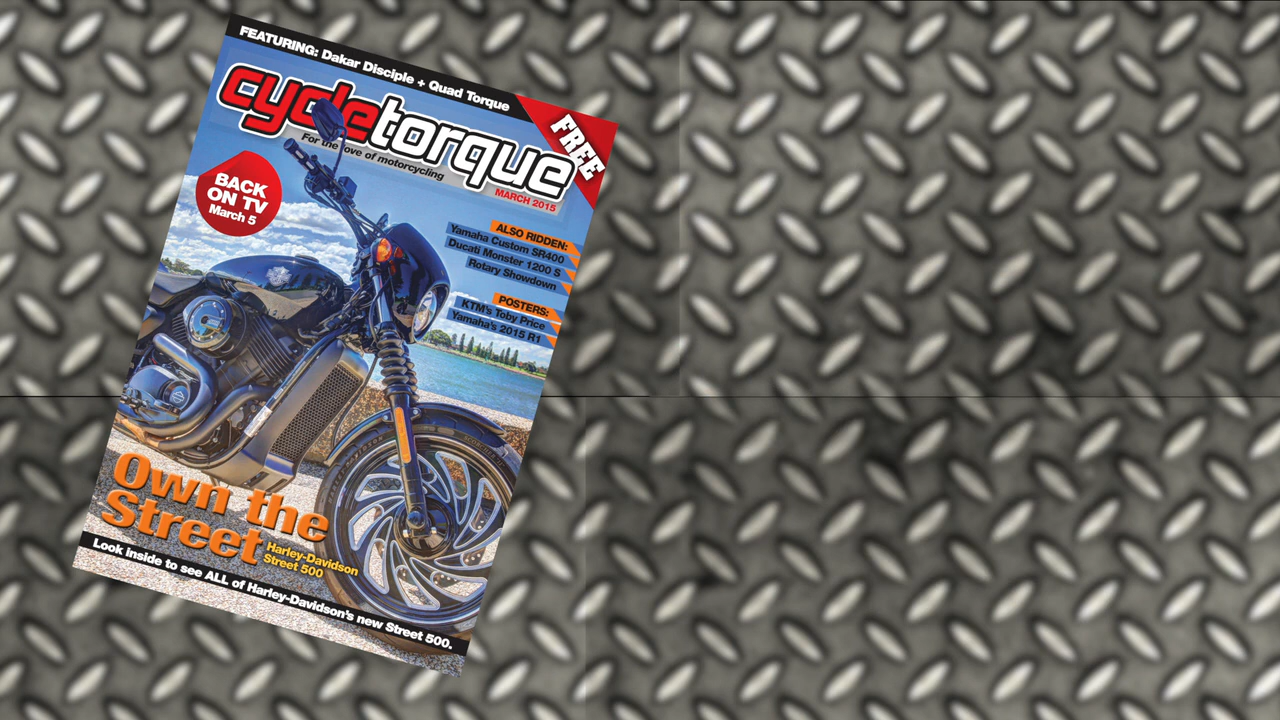 FEATURING: Dakar Disciple + Quad Torque
FREE
cycletorque
For the love of motorcycling
MARCH 2015
BACK
ON TV
March 5
ALSO RIDDEN:
Yamaha Custom SR400
Ducati Monster 1200 S
Rotary Showdown
POSTERS:
KTM's Toby Price
Yamaha's 2015 R1
Own the
Street
Harley-Davidson
Street 500
Look inside to see ALL of Harley-Davidson's new Street 500.